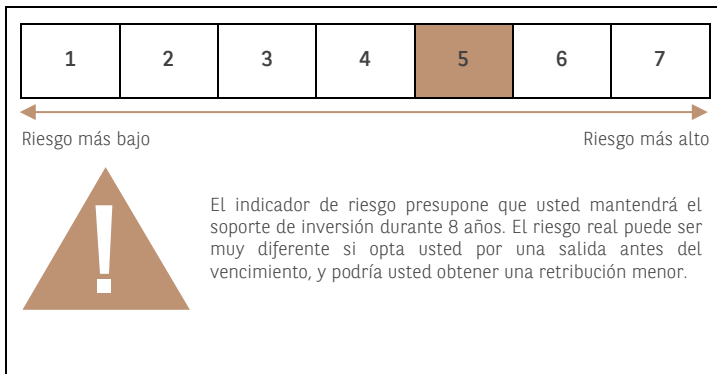 1 2 3 4 5 6 7
Riesgo más bajo Riesgo más alto
!
El indicador de riesgo presupone que usted mantendrá el
soporte de inversión durante 8 años. El riesgo real puede ser
muy diferente si opta usted por una salida antes del
vencimiento, y podría usted obtener una retribución menor.